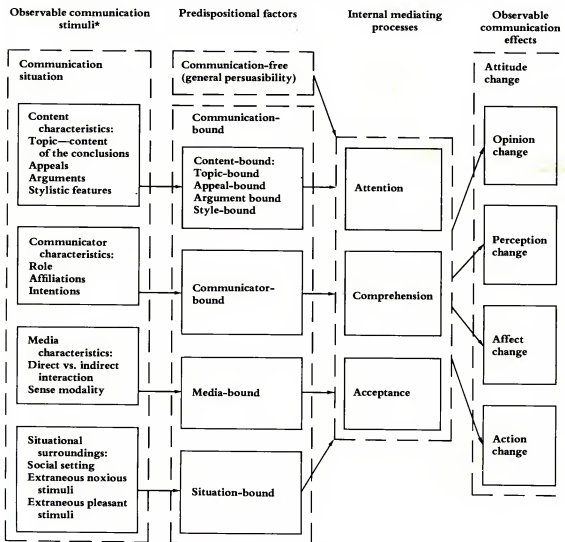 Observable communication
stimuli*
Predispositional factors
Internal mediating
processes
Observable
communication
effects
Communication
situation
Content
characteristics:
Topic—content
of the conclusions
Appeals
Arguments
Stylistic features
Communicator
characteristics:
Role
Affiliations
Intentions
Media
characteristics:
Direct vs. indirect
interaction
Sense modality
Situational
surroundings:
Social setting
Extraneous noxious
stimuli
Extraneous pleasant
stimuli
Communication-free
(general persuasibility)
Communication-
bound
Content-bound:
Topic-bound
Appeal-bound
Argument bound
Style-bound
Communicator-
bound
Media-bound
Situation-bound
Attention
Comprehension
Acceptance
Attitude
change
Opinion
change
Perception
change
Affect
change
Action
change